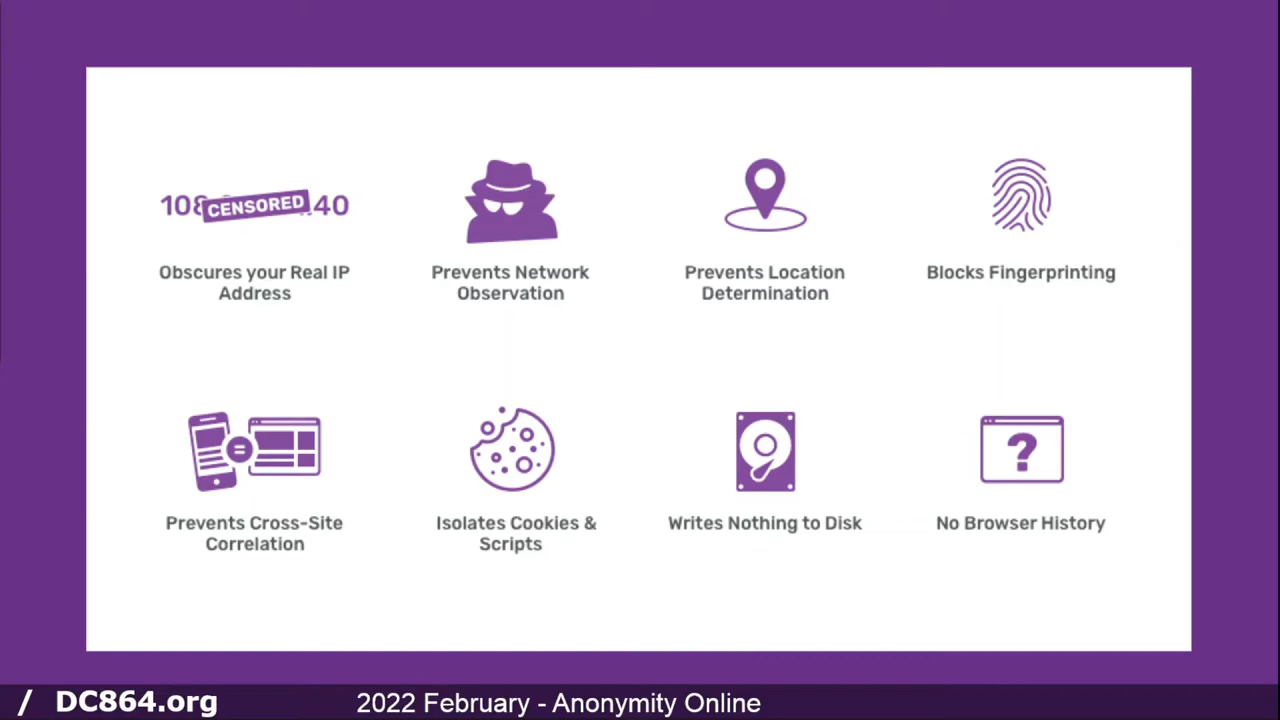 108 CENSORED .40
Obscures your Real IP
Address
Prevents Network
Observation
Prevents Location
Determination
Blocks Fingerprinting
Prevents Cross-Site
Correlation
Isolates Cookies &
Scripts
Writes Nothing to Disk
?
No Browser History
/ DC864.org
2022 February - Anonymity Online